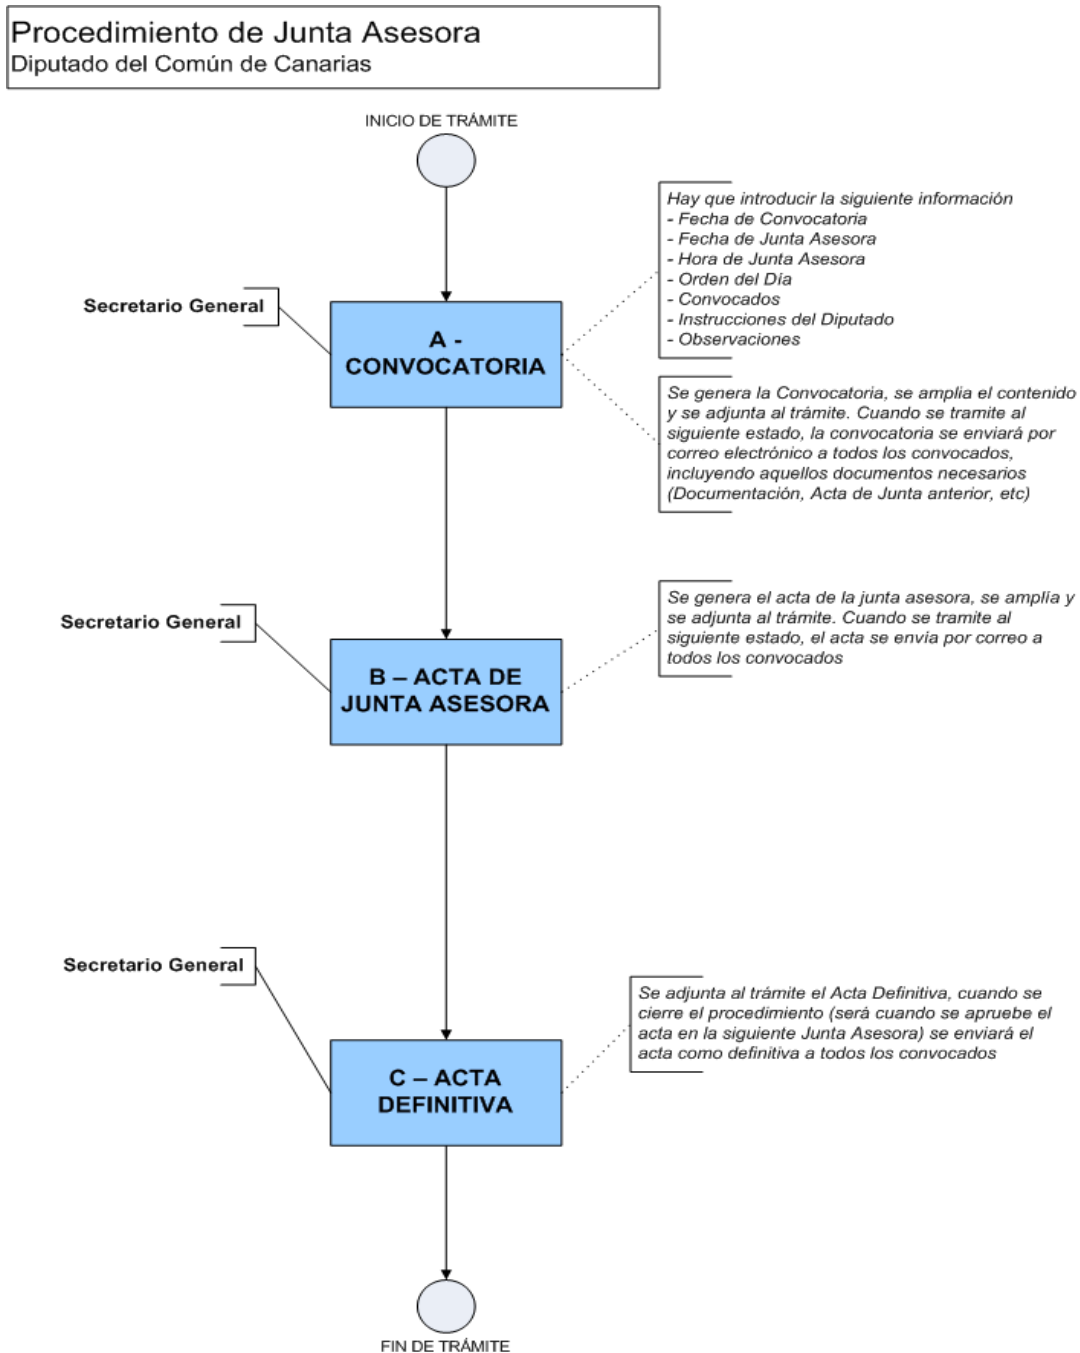 Procedimiento de Junta Asesora
Diputado del Común de Canarias
INICIO DE TRÁMITE
Hay que introducir la siguiente información
- Fecha de Convocatoria
- Fecha de Junta Asesora
- Hora de Junta Asesora
- Orden del Día
- Convocados
- Instrucciones del Diputado
- Observaciones
Secretario General
A -
CONVOCATORIA
Se genera la Convocatoria, se amplia el contenido
y se adjunta al trámite. Cuando se tramite al
siguiente estado, la convocatoria se enviará por
correo electrónico a todos los convocados,
incluyendo aquellos documentos necesarios
(Documentación, Acta de Junta anterior, etc)
Secretario General
B – ACTA DE
JUNTA ASESORA
Se genera el acta de la junta asesora, se amplía y
se adjunta al trámite. Cuando se tramite al
siguiente estado, el acta se envía por correo a
todos los convocados
Secretario General
C – ACTA
DEFINITIVA
Se adjunta al trámite el Acta Definitiva, cuando se
cierre el procedimiento (será cuando se apruebe el
acta en la siguiente Junta Asesora) se enviará el
acta como definitiva a todos los convocados
FIN DE TRÁMITE